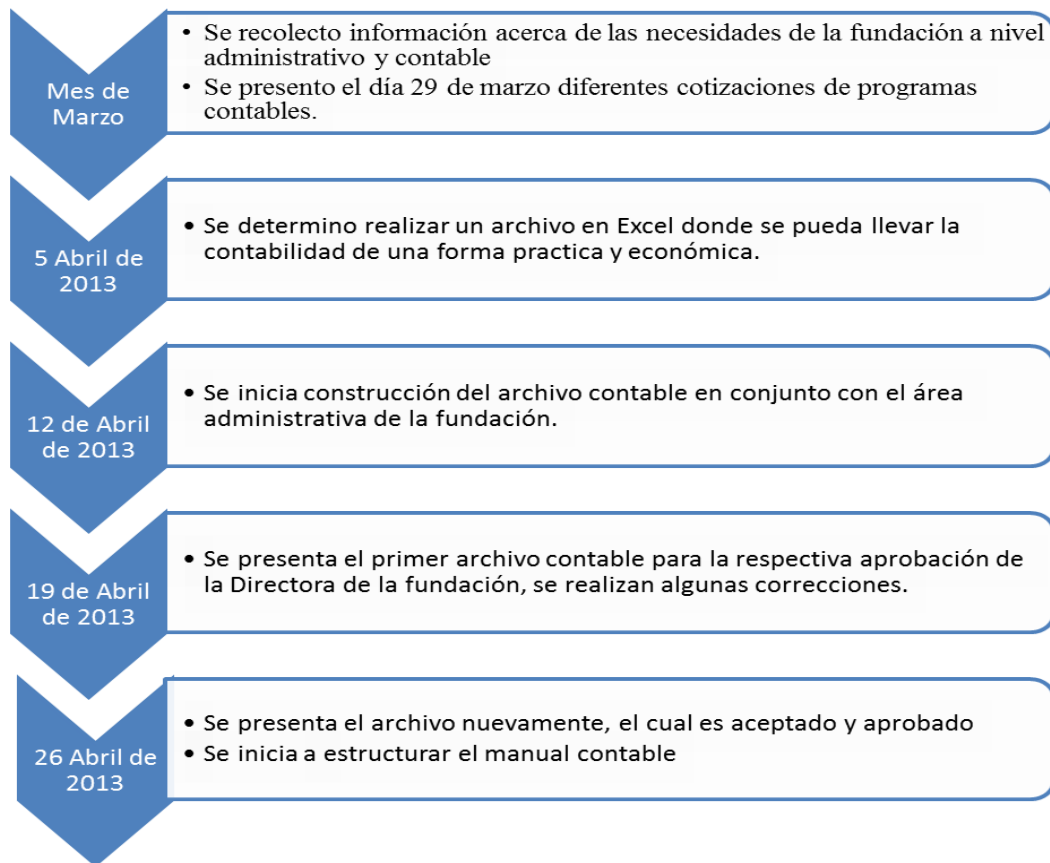 Mes de
Marzo
• Se recolecto información acerca de las necesidades de la fundación a nivel
administrativo y contable
• Se presento el día 29 de marzo diferentes cotizaciones de programas
contables.
5 Abril de
2013
• Se determino realizar un archivo en Excel donde se pueda llevar la
contabilidad de una forma practica y económica.
12 de Abril
de 2013
• Se inicia construcción del archivo contable en conjunto con el área
administrativa de la fundación.
19 de Abril
de 2013
• Se presenta el primer archivo contable para la respectiva aprobación de
la Directora de la fundación, se realizan algunas correcciones.
26 Abril de
2013
• Se presenta el archivo nuevamente, el cual es aceptado y aprobado
• Se inicia a estructurar el manual contable